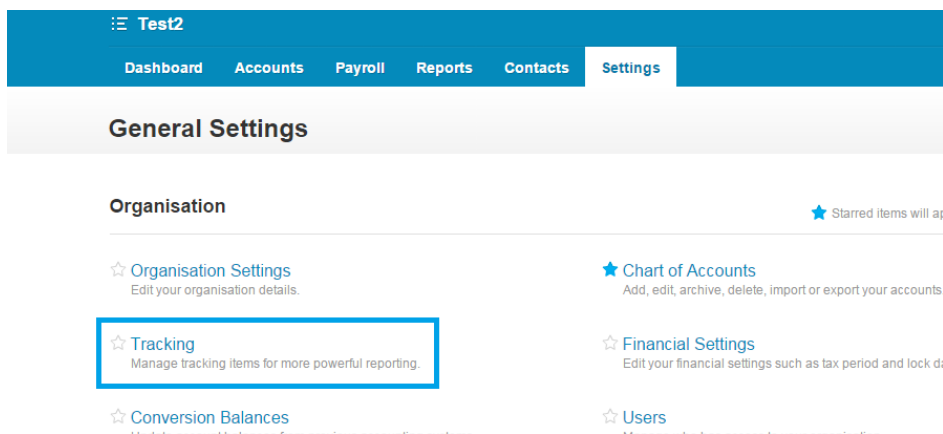 Test2
Dashboard Accounts Payroll Reports Contacts Settings
General Settings
Organisation
Starred items will
Organisation Settings
Edit your organisation details.
Chart of Accounts
Add, edit, archive, delete, import or export your accounts
Tracking
Manage tracking items for more powerful reporting.
Financial Settings
Edit your financial settings such as tax period and lock
Conversion Balances
Users